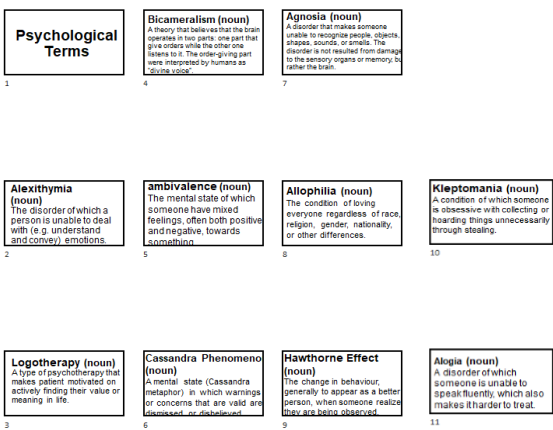 Psychological
Terms
1
Bicameralism (noun)
A theory that believes that the brain
operates in two parts: one part that
give orders while the other one
listens to it. The order-giving part
were interpreted by humans as
"divine voice".
4
Agnosia (noun)
A disorder that makes someone
unable to recognize people, objects,
shapes, sounds, or smells. The
disorder is not resulted from damage
to the sensory organs or memory, bu
rather the brain.
7
Alexithymia
(noun)
The disorder of which a
person is unable to deal
with (e.g. understand
and convey) emotions.
2
ambivalence (noun)
The mental state of which
someone have mixed
feelings, often both positive
and negative, towards
something
5
Allophilia (noun)
The condition of loving
everyone regardless of race,
religion, gender, nationality,
or other differences.
8
Kleptomania (noun)
A condition of which someone
is obsessive with collecting or
hoarding things unnecessarily
through stealing.
10
Logotherapy (noun)
A type of psychotherapy that
makes patient motivated on
actively finding their value or
meaning in life.
3
Cassandra Phenomeno
(noun)
A mental state (Cassandra
metaphor) in which warnings
or concerns that are valid are
dismissed or disbelieved
6
Hawthorne Effect
(noun)
The change in behaviour,
generally to appear as a better
person, when someone realize
they are being observed.
9
Alogia (noun)
A disorder of which
someone is unable to
speak fluently, which also
makes it harder to treat.
11